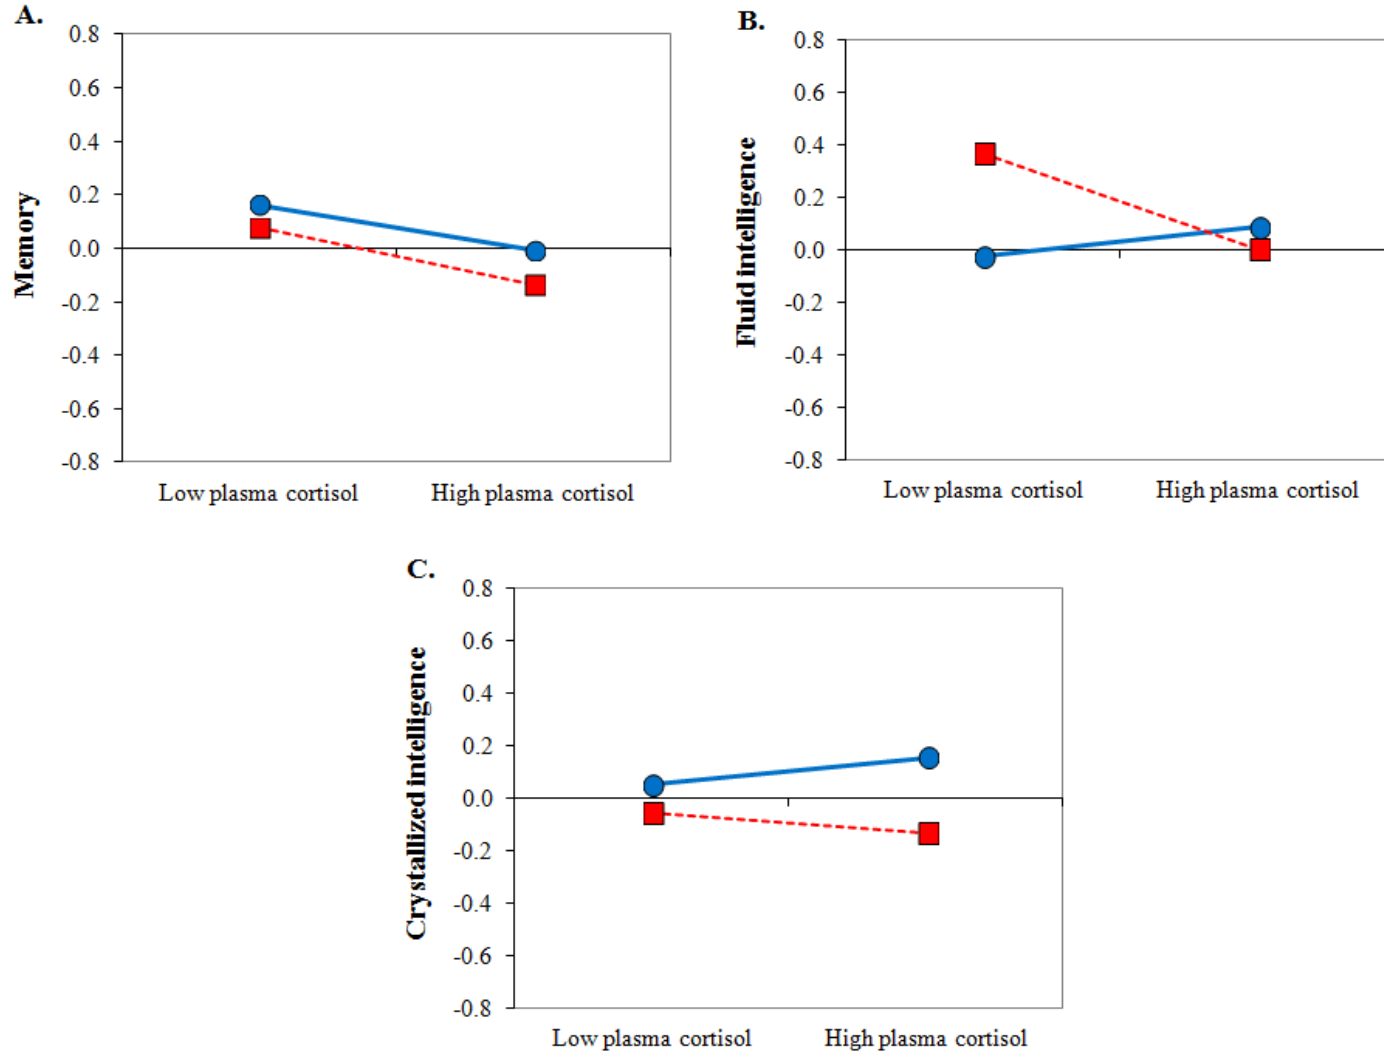 A.
0.8
0.6
0.4
0.2
0.0
-0.2
-0.4
-0.6
-0.8
Memory
Low plasma cortisol
High plasma cortisol
B.
0.8
0.6
0.4
0.2
0.0
-0.2
-0.4
-0.6
-0.8
Fluid intelligence
Low plasma cortisol
High plasma cortisol
C.
0.8
0.6
0.4
0.2
0.0
-0.2
-0.4
-0.6
-0.8
Crystallized intelligence
Low plasma cortisol
High plasma cortisol